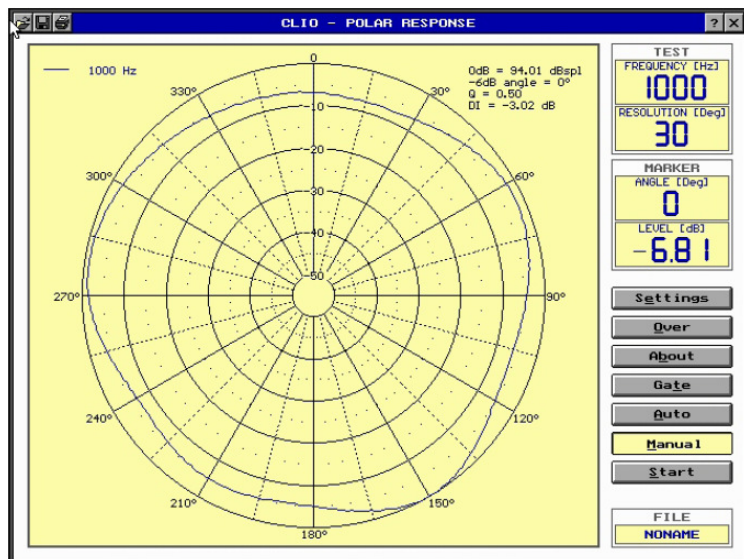 CLIO - POLAR RESPONSE
? ×
1000 Hz
0dB = 94.01 dBspl
-6dB angle = 0°
Q = 0.50
DI = -3.02 dB
0
30°
60°
90°
120°
150°
180°
210°
240°
270°
300°
330°
-10
-20
-30
-40
-50
TEST
FREQUENCY [Hz]
1000
RESOLUTION [Deg]
30
MARKER
ANGLE [Deg]
0
LEVEL [dB]
-6.81
Settings
Over
About
Gate
Auto
Manual
Start
FILE
NONAME